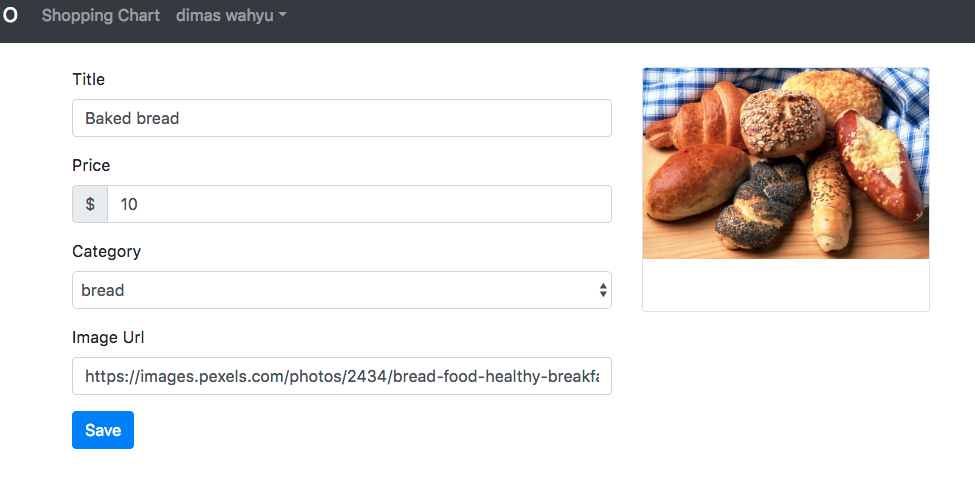 O Shopping Chart dimas wahyu
Title
Baked bread
Price
$ 10
Category
bread
Image Url
https://images.pexels.com/photos/2434/bread-food-healthy-breakfa
Save